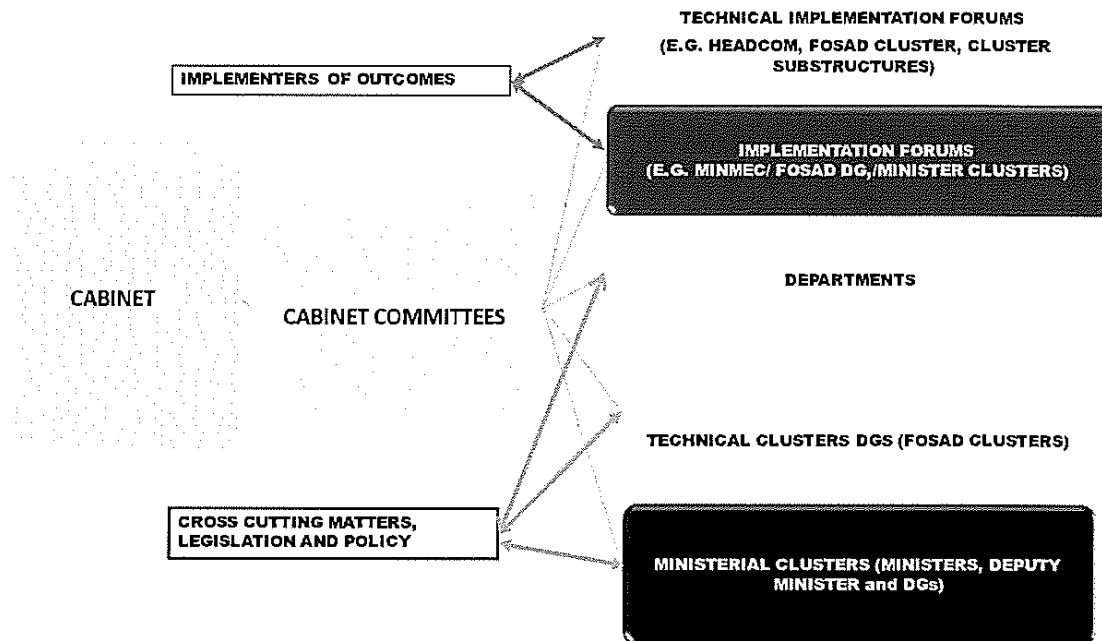 TECHNICAL IMPLEMENTATION FORUMS
(E.G. HEADCOM, FOSAD CLUSTER, CLUSTER
SUBSTRUCTURES)
IMPLEMENTERS OF OUTCOMES
IMPLEMENTATION FORUMS
(E.G. MINMEC/ FOSAD DG,/MINISTER CLUSTERS)
DEPARTMENTS
CABINET
CABINET COMMITTEES
TECHNICAL CLUSTERS DGS (FOSAD CLUSTERS)
CROSS CUTTING MATTERS,
LEGISLATION AND POLICY
MINISTERIAL CLUSTERS (MINISTERS, DEPUTY
MINISTER and DGs)